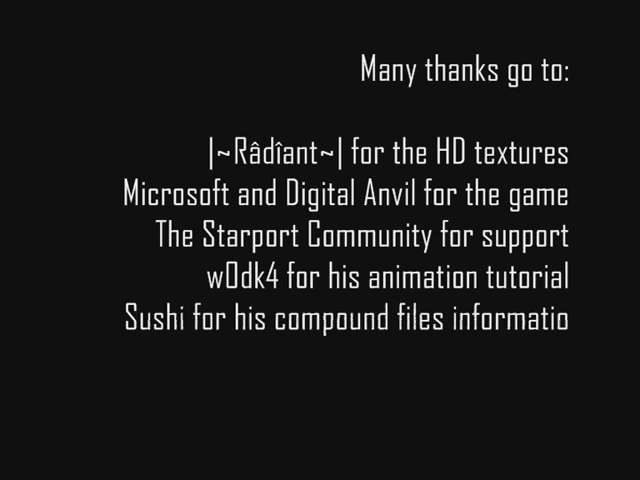 Many thanks go to:
|~Râdîant~| for the HD textures
Microsoft and Digital Anvil for the game
The Starport Community for support
w0dk4 for his animation tutorial
Sushi for his compound files informatio